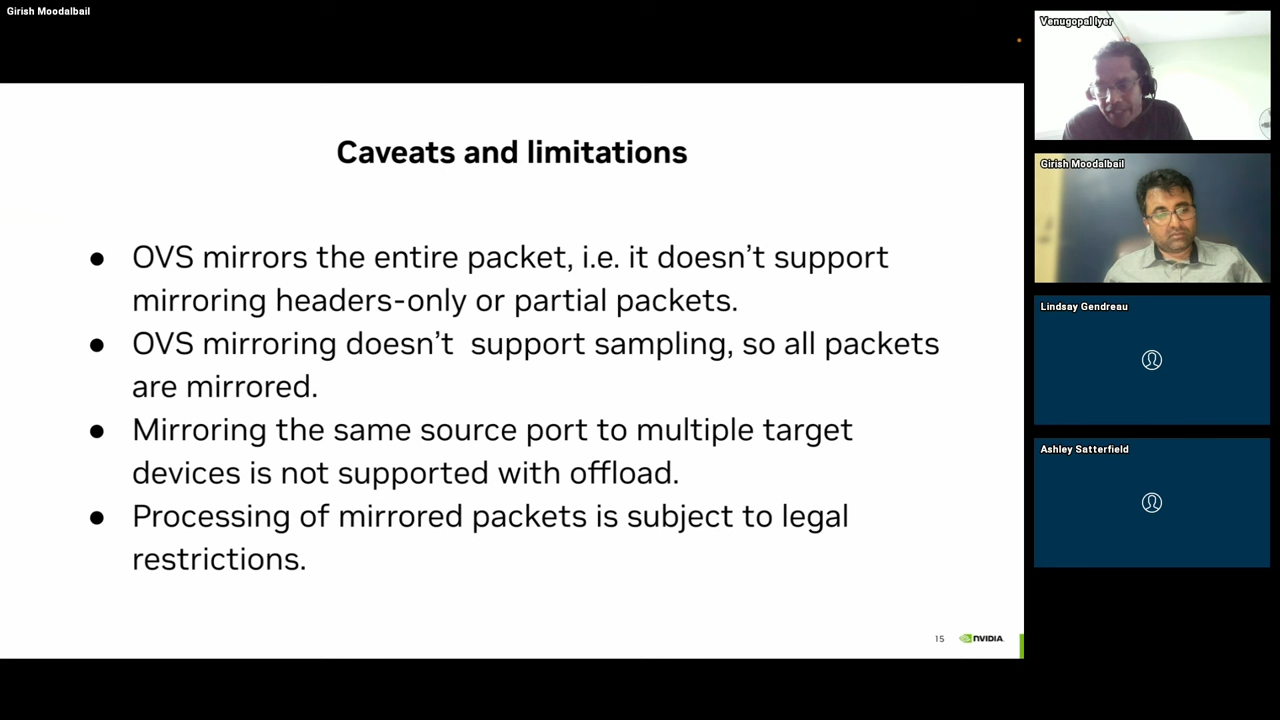 Girish Moodalbail
Caveats and limitations
● OVS mirrors the entire packet, i.e. it doesn’t support
mirroring headers-only or partial packets.
● OVS mirroring doesn’t  support sampling, so all packets
are mirrored.
● Mirroring the same source port to multiple target
devices is not supported with offload.
● Processing of mirrored packets is subject to legal
restrictions.
15
NVIDIA
Venugopal Iyer
Girish Moodalbail
Lindsay Gendreau
Ashley Satterfield